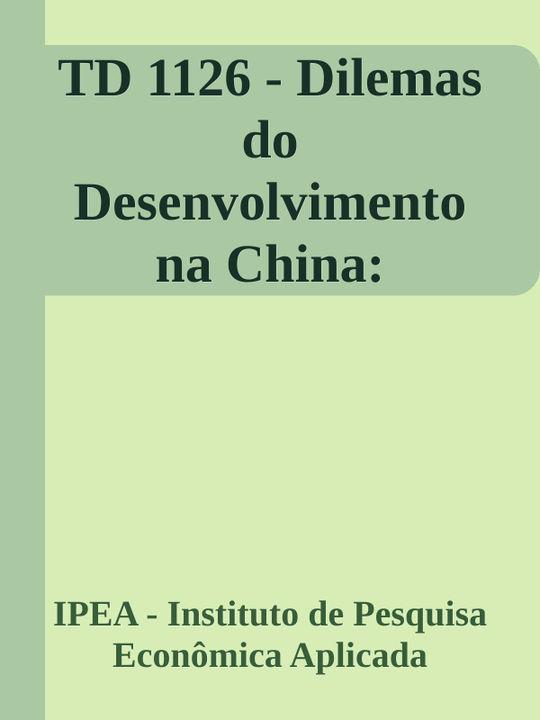 TD 1126 - Dilemas
do
Desenvolvimento
na China:
IPEA - Instituto de Pesquisa
Econômica Aplicada